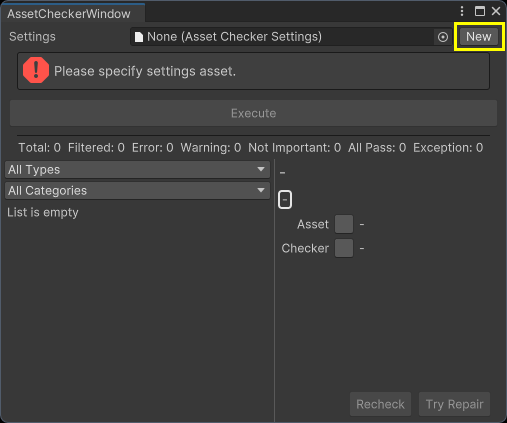 AssetCheckerWindow
Settings None (Asset Checker Settings) New
Please specify settings asset.
Execute
Total: 0 Filtered: 0 Error: 0 Warning: 0 Not Important: 0 All Pass: 0 Exception: 0
All Types
-
All Categories
-
List is empty
Asset -
Checker -
Recheck Try Repair